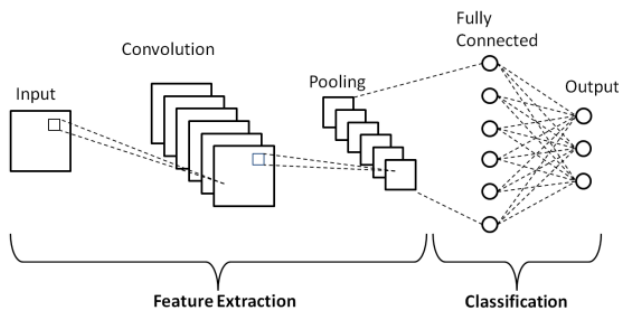 Input
Convolution
Pooling
Fully
Connected
Output
Feature Extraction
Classification